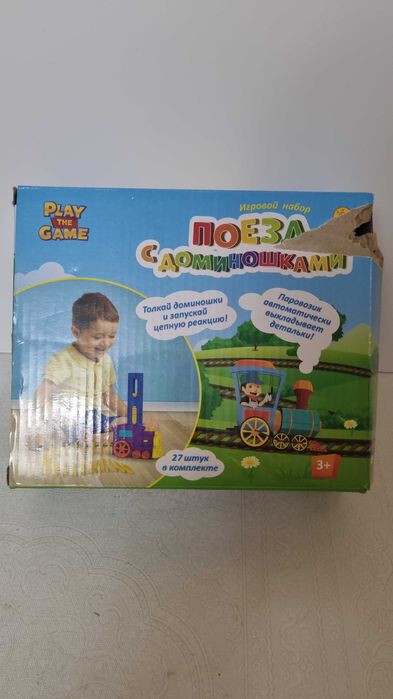 PLAY
THE
GAME
Игровой набор
ПОЕЗД
С ДОМИНОШКАМИ
Толкай доминошки
и запускай
цепную реакцию!
Паровозик
автоматически
выкладывает
детальки!
27 штук
в комплекте
3+